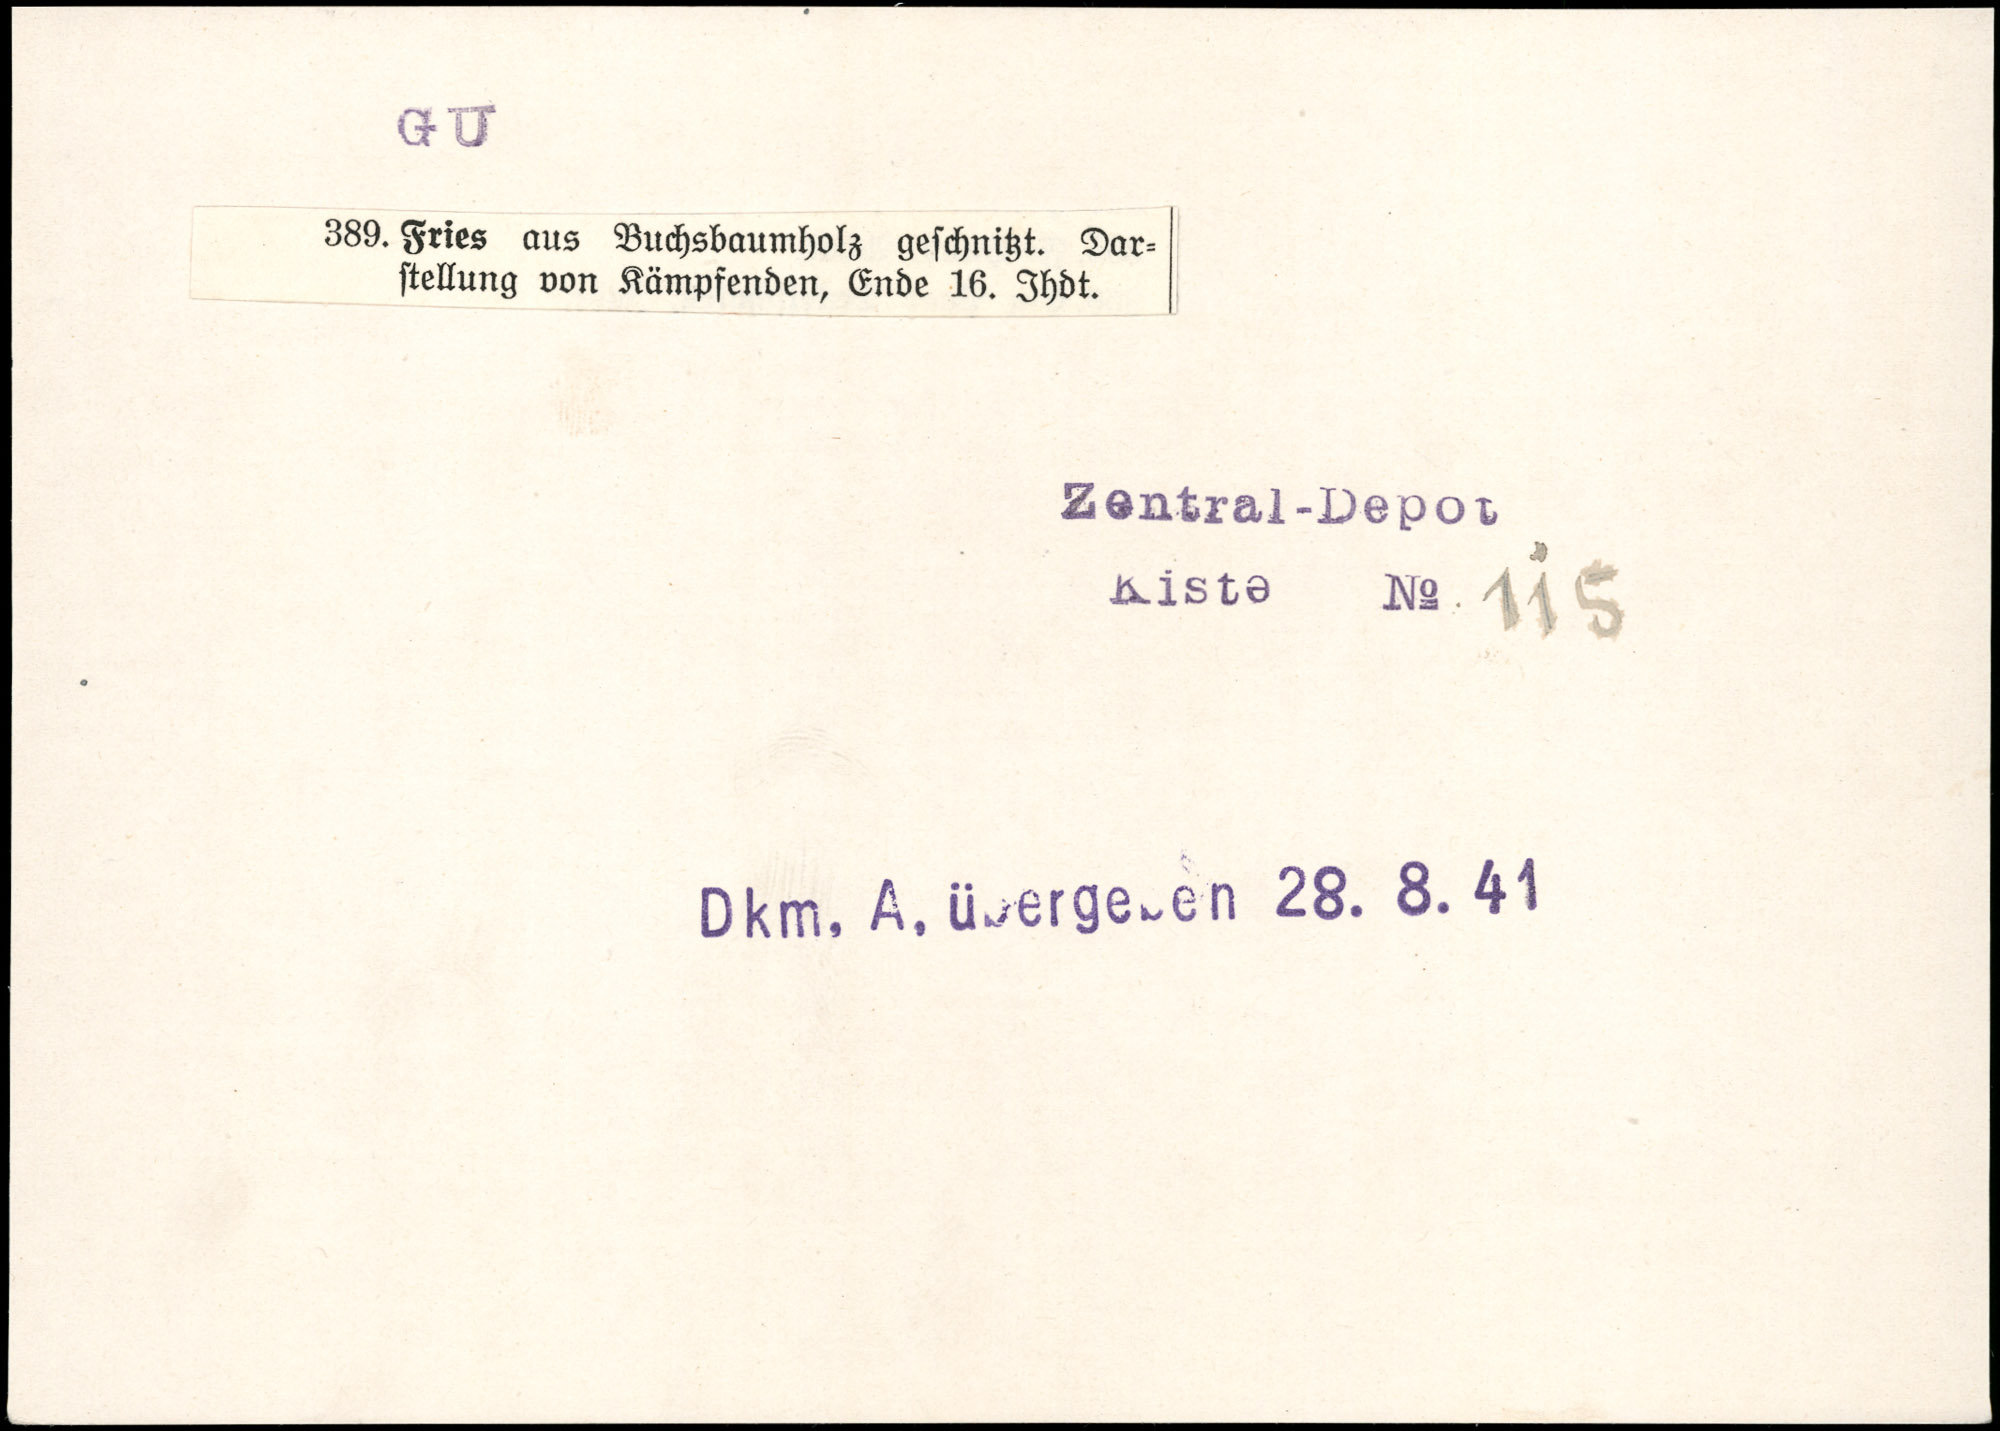 GU
389. Fries aus Buchsbaumholz geschnitzt. Dar-
stellung von Kämpfenden, Ende 16. Jhdt.
Zentral-Depot
Kiste № 115
Dkm. A. übergeben 28. 8. 41